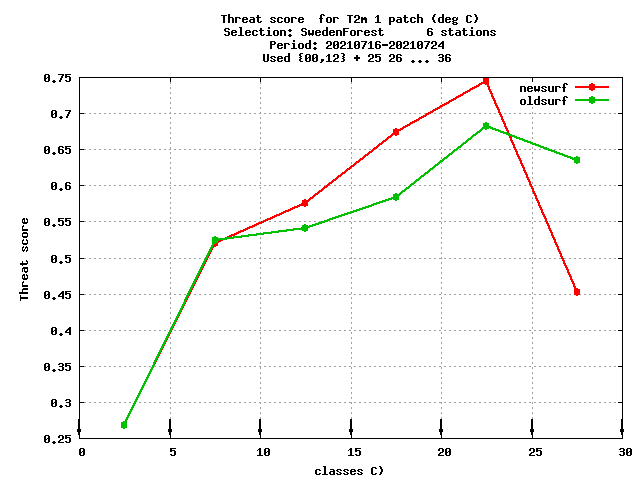 Threat score  for T2m 1 patch (deg C)
Selection: SwedenForest      6 stations
Period: 20210716-20210724
Used {00,12} + 25 26 ... 36
newsurf
oldsurf
Threat score
0.75
0.7
0.65
0.6
0.55
0.5
0.45
0.4
0.35
0.3
0.25
0 5 10 15 20 25 30
classes C)